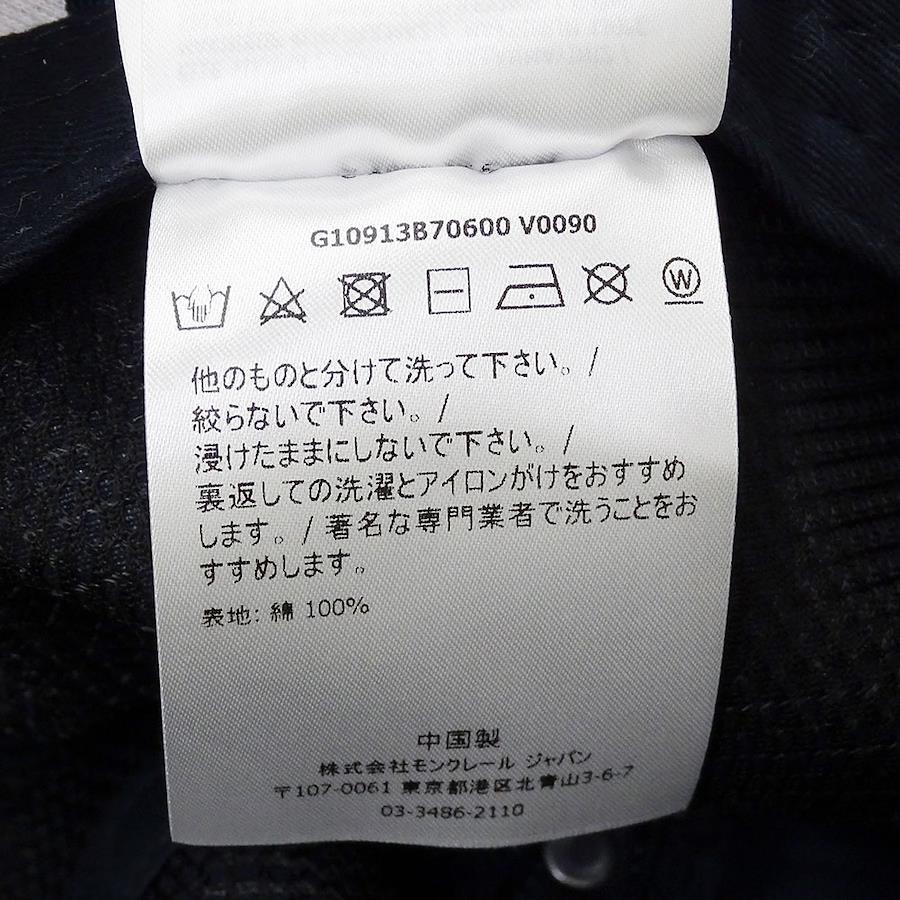 G10913B70600 V0090
W
他のものと分けて洗って下さい。/
絞らないで下さい。/
浸けたままにしないで下さい。/
裏返しての洗濯とアイロンがけをおすすめ
します。/ 著名な専門業者で洗うことをお
すすめします。
表地: 綿 100%
中国製
株式会社モンクレール ジャパン
〒107-0061 東京都港区北青山3-6-7
03-3486-2110